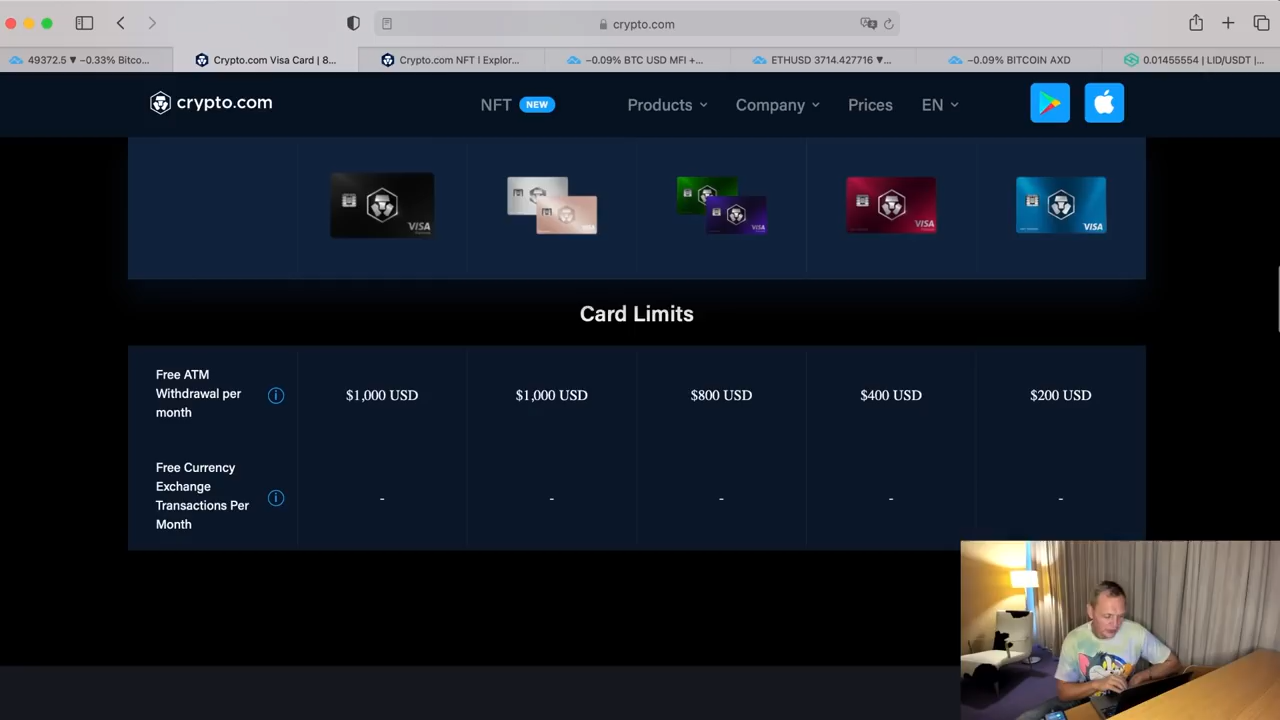 crypto.com
49372.5 ▼ −0.33% Bitco...
Crypto.com Visa Card | 8...
Crypto.com NFT | Explor...
−0.09% BTC USD MFI +...
ETHUSD 3714.427716 ▼...
−0.09% BITCOIN AXD
0.01455554 | LID/USDT |...
crypto.com
NFT NEW
Products
Company
Prices
EN
VISA
VISA
VISA
VISA
VISA
Card Limits
Free ATM
Withdrawal per
month
$1,000 USD
$1,000 USD
$800 USD
$400 USD
$200 USD
Free Currency
Exchange
Transactions Per
Month
-
-
-
-
-